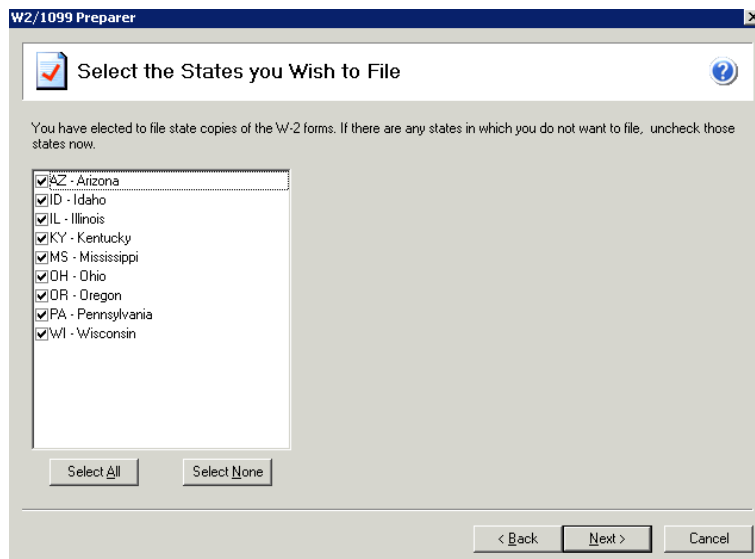 W2/1099 Preparer
Select the States you Wish to File
You have elected to file state copies of the W-2 forms. If there are any states in which you do not want to file, uncheck those
states now.
AZ - Arizona
ID - Idaho
IL - Illinois
KY - Kentucky
MS - Mississippi
OH - Ohio
OR - Oregon
PA - Pennsylvania
WI - Wisconsin
Select All
Select None
< Back
Next >
Cancel